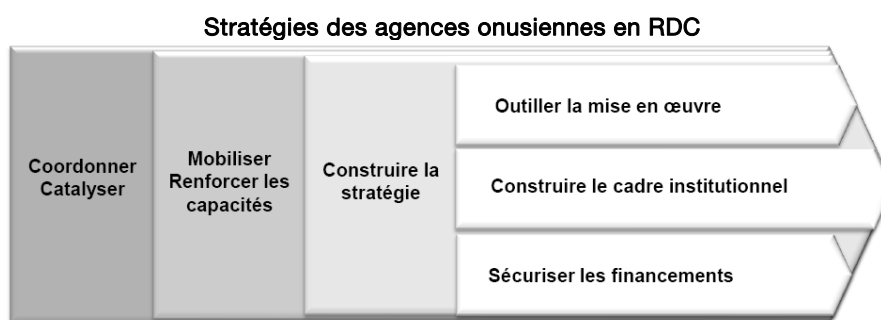 Stratégies des agences onusiennes en RDC
Coordonner
Catalyser
Mobiliser
Renforcer les
capacités
Construire la
stratégie
Outiller la mise en œuvre
Construire le cadre institutionnel
Sécuriser les financements